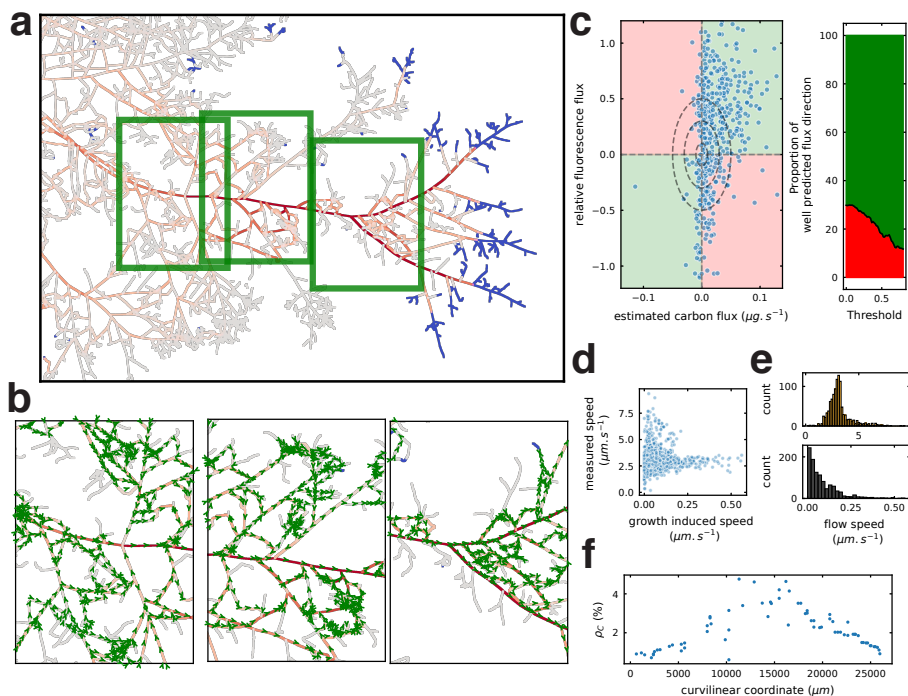 a
b
c
relative fluorescence flux
1.0
0.5
0.0
−0.5
−1.0
−0.1
0.0
0.1
estimated carbon flux (μg.s⁻¹)
Proportion of
well predicted flux direction
100
80
60
40
20
0
0.0
0.5
Threshold
d
measured speed
(μm.s⁻¹)
7.5
5.0
2.5
0.0
0.00
0.25
0.50
growth induced speed
(μm.s⁻¹)
e
count
100
0
0
5
count
200
0
0.00
0.25
0.50
flow speed
(μm.s⁻¹)
f
ρC (%)
4
2
0
5000
10000
15000
20000
25000
curvilinear coordinate (μm)